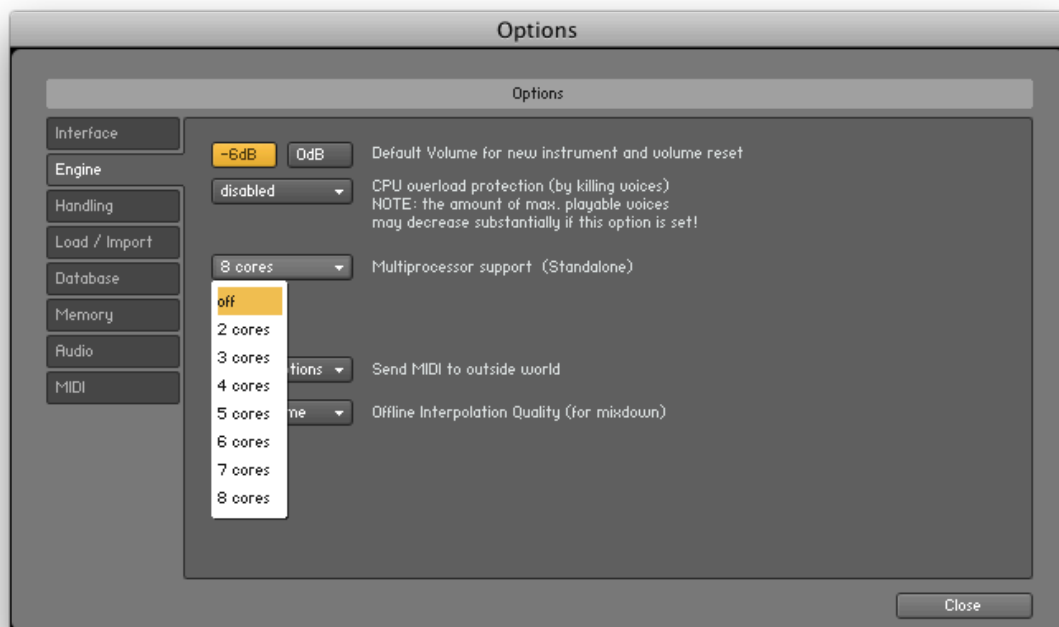 Options
Options
Interface
Engine
Handling
Load / Import
Database
Memory
Audio
MIDI
-6dB
0dB
Default Volume for new instrument and volume reset
disabled
CPU overload protection (by killing voices)
NOTE: the amount of max. playable voices
may decrease substantially if this option is set!
8 cores
Multiprocessor support (Standalone)
off
2 cores
3 cores
4 cores
5 cores
6 cores
7 cores
8 cores
tions
Send MIDI to outside world
me
Offline Interpolation Quality (for mixdown)
Close